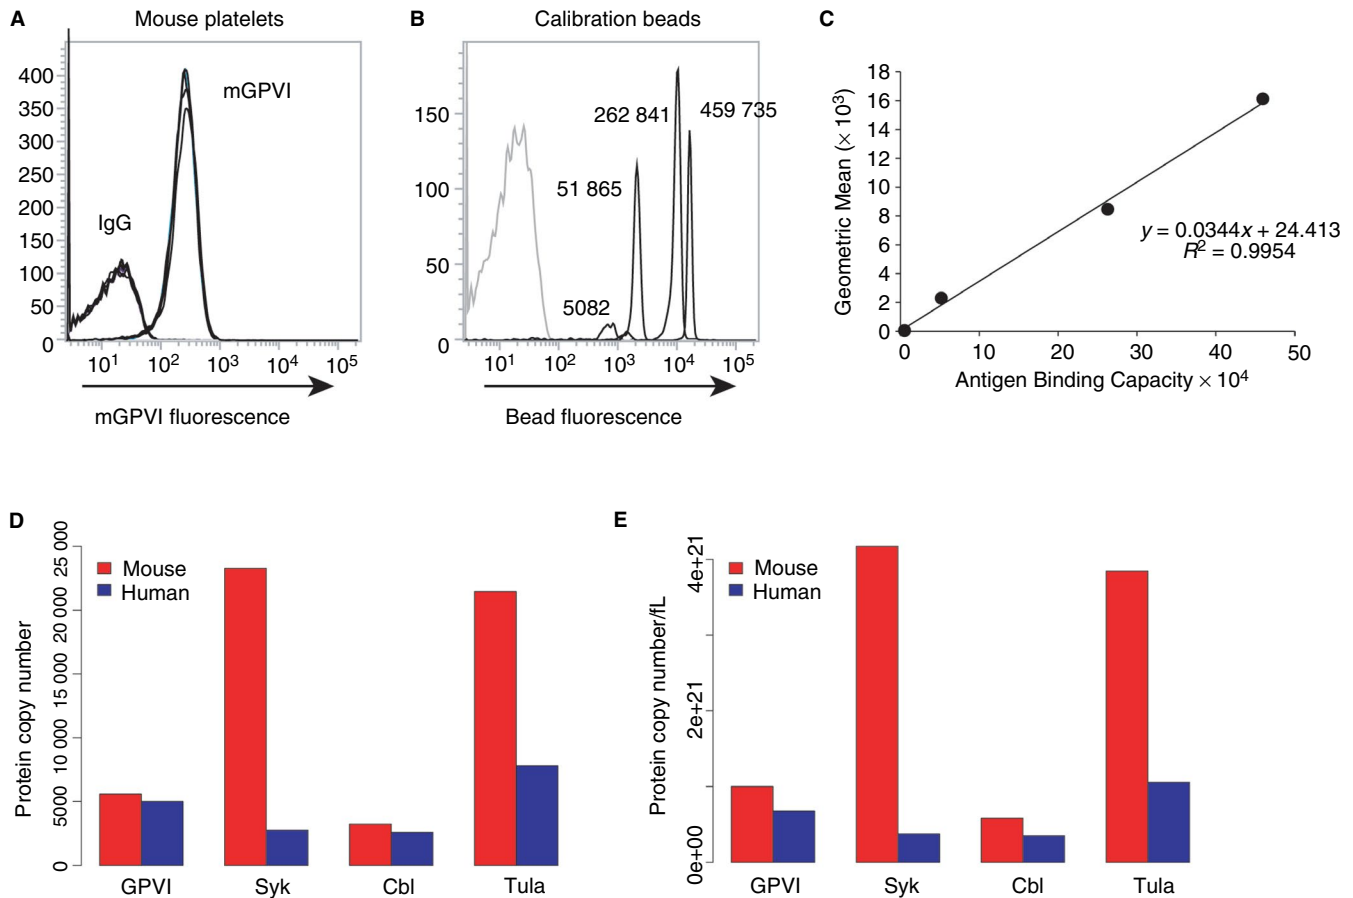 A
Mouse platelets
400
350
300
250
200
150
100
50
0
mGPVI
IgG
10¹ 10² 10³ 10⁴ 10⁵
mGPVI fluorescence
B
Calibration beads
150
100
50
0
262 841
459 735
51 865
5082
10¹ 10² 10³ 10⁴ 10⁵
Bead fluorescence
C
Geometric Mean (× 10³)
18
16
14
12
10
8
6
4
2
0
y = 0.0344x + 24.413
R² = 0.9954
0 10 20 30 40 50
Antigen Binding Capacity × 10⁴
D
Protein copy number
25 000
20 000
15 000
10 000
5000
0
Mouse
Human
GPVI Syk Cbl Tula
E
Protein copy number/fL
4e+21
2e+21
0e+00
Mouse
Human
GPVI Syk Cbl Tula